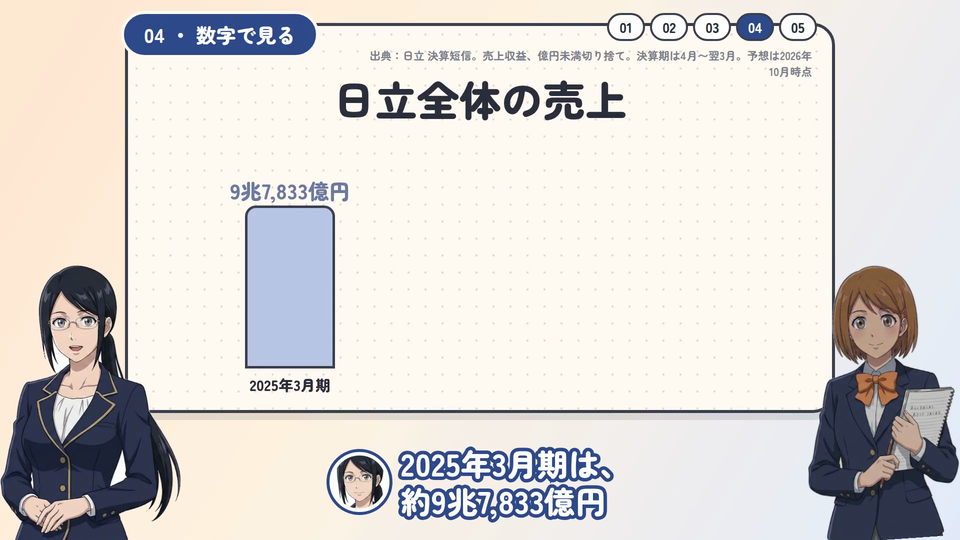 04 ・ 数字で見る
01 02 03 04 05
出典：日立 決算短信。売上収益、億円未満切り捨て。決算期は4月〜翌3月。予想は2026年
10月時点
日立全体の売上
9兆7,833億円
2025年3月期
2025年3月期は、
約9兆7,833億円